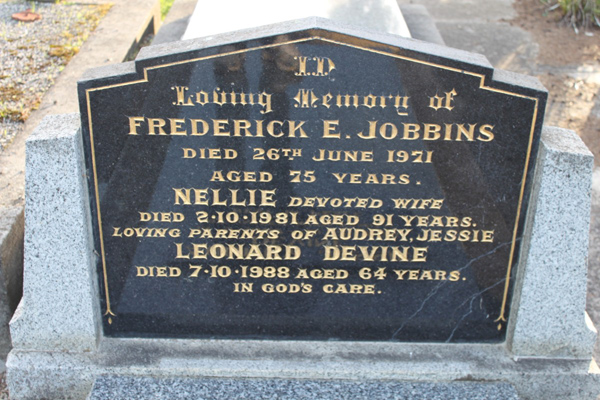 In
Loving Memory of
FREDERICK E. JOBBINS
DIED 26TH JUNE 1971
AGED 75 YEARS.
NELLIE DEVOTED WIFE
DIED 2·10·1981 AGED 91 YEARS.
LOVING PARENTS OF AUDREY, JESSIE
LEONARD DEVINE
DIED 7·10·1988 AGED 64 YEARS.
IN GOD'S CARE.